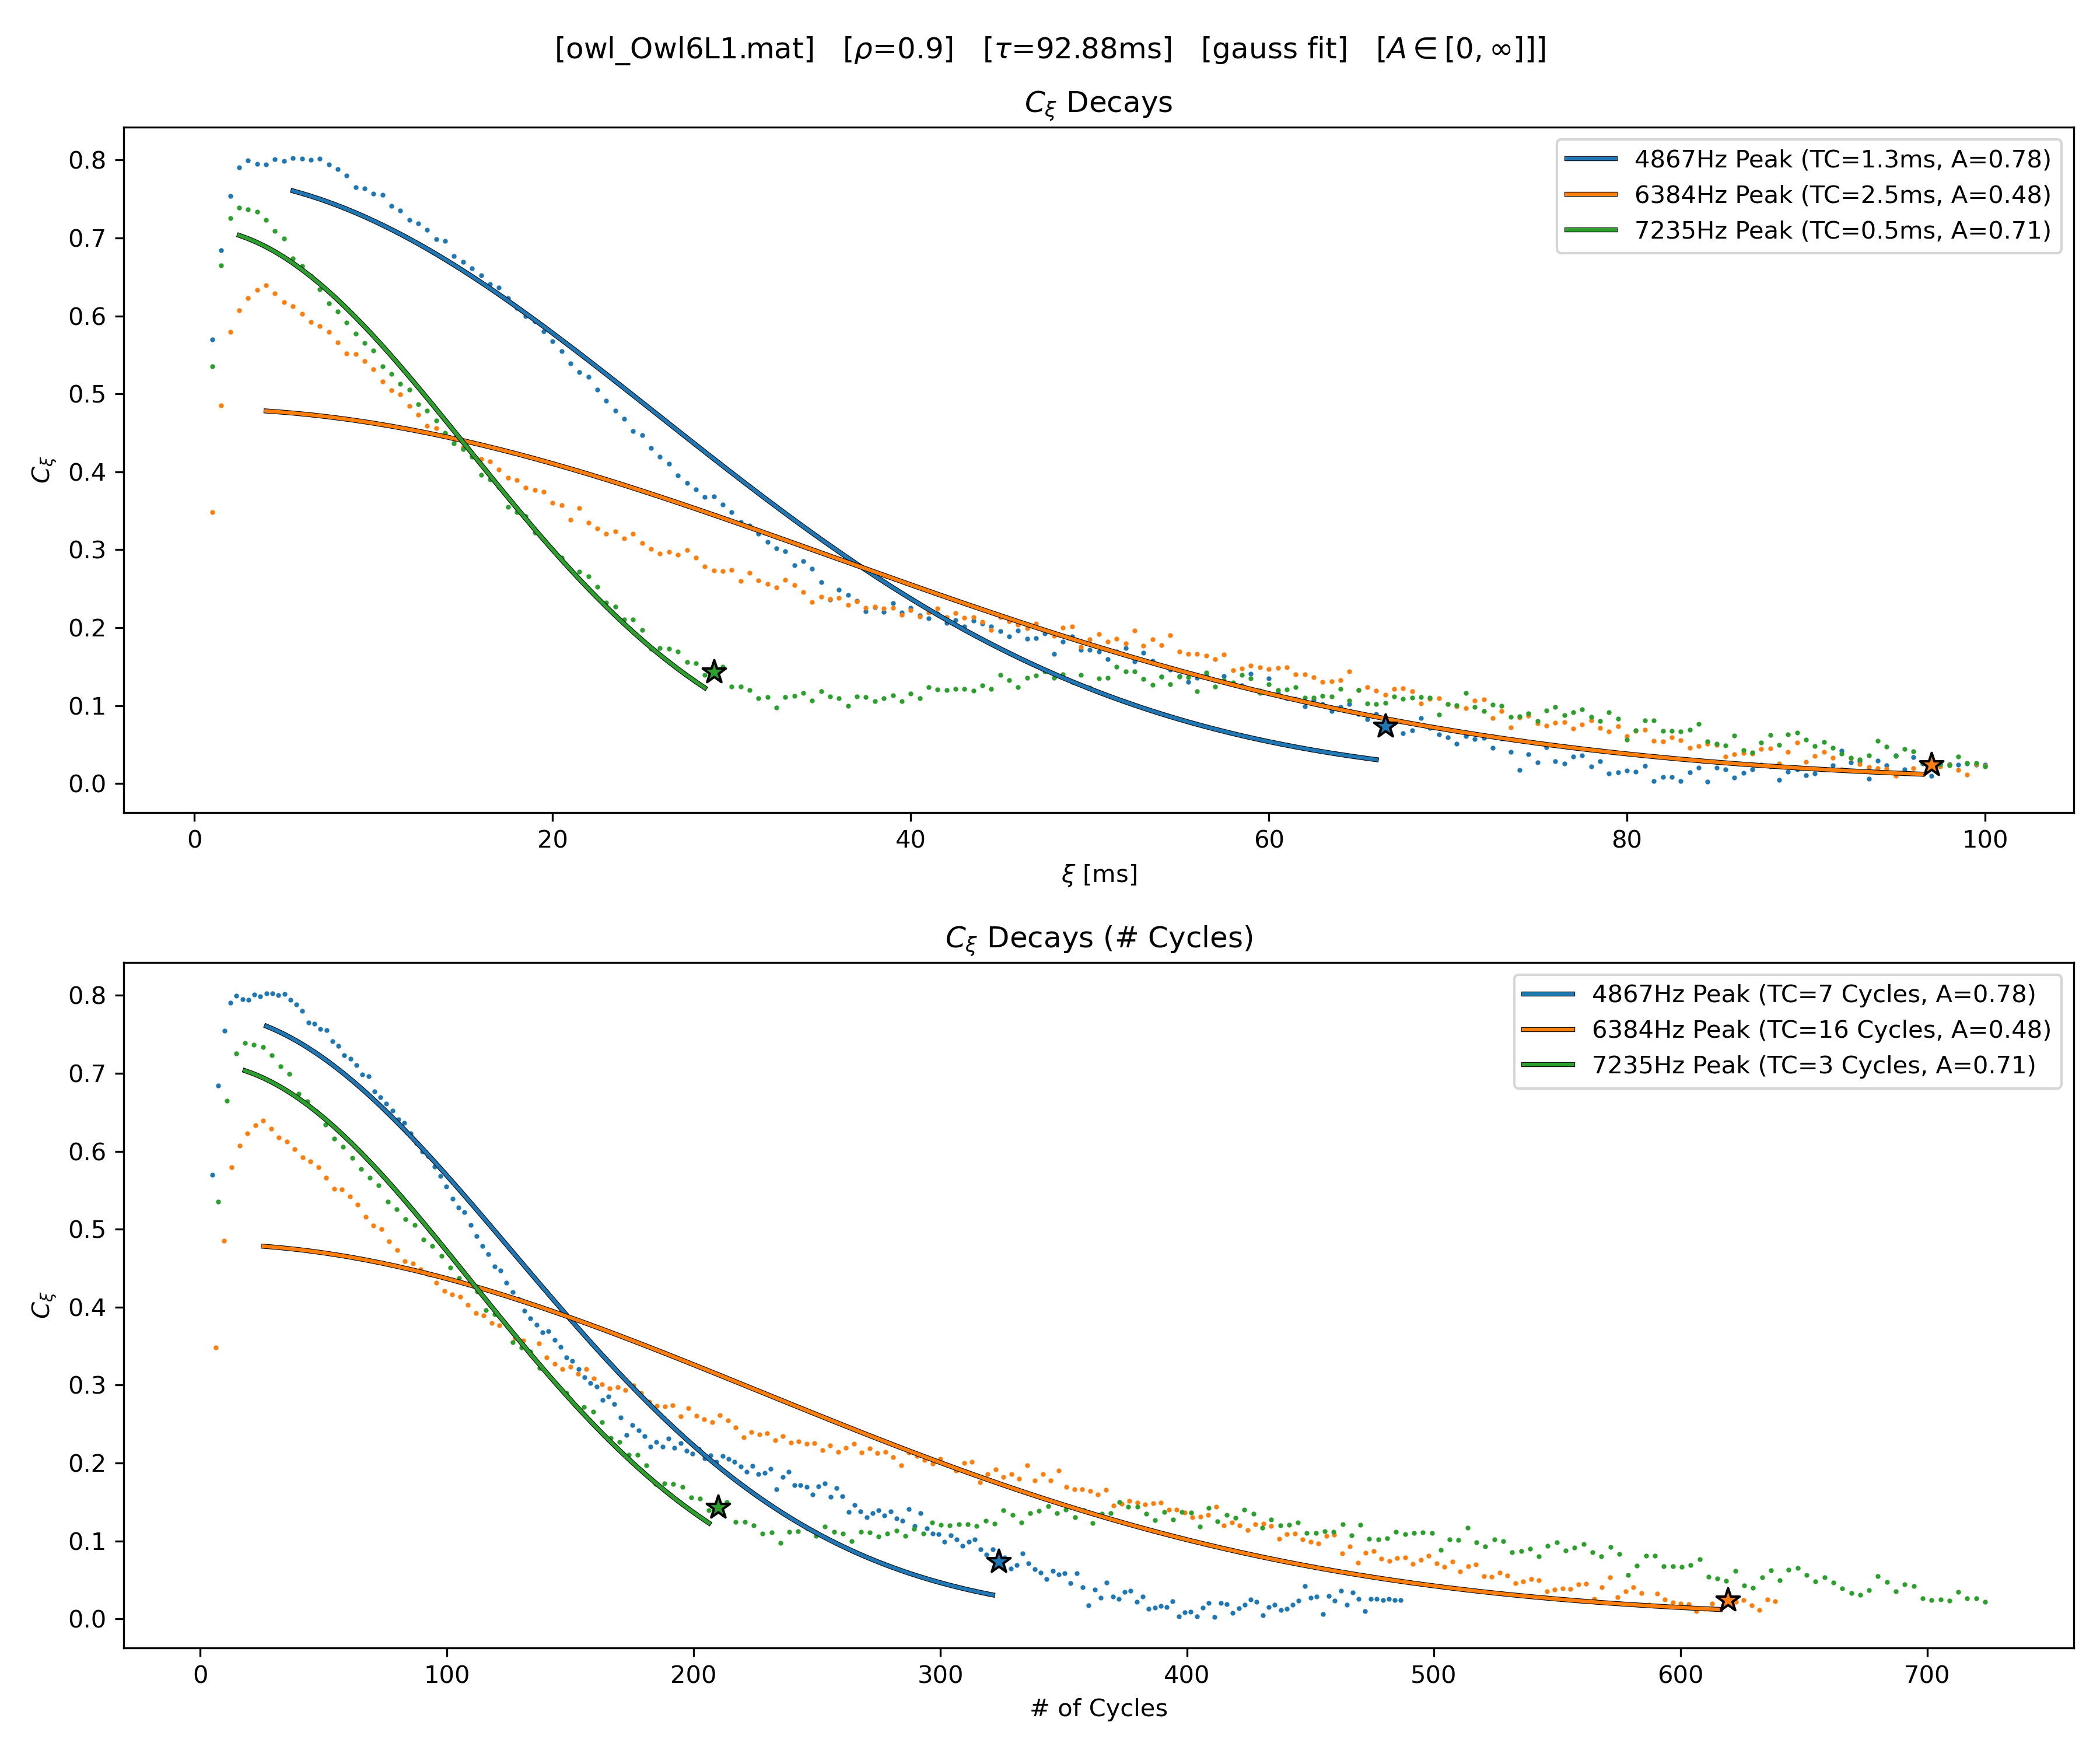 [owl_Owl6L1.mat] [ρ=0.9] [τ=92.88ms] [gauss fit] [A ∈ [0, ∞]]]
C_ξ Decays
0.8
0.7
0.6
0.5
0.4
0.3
0.2
0.1
0.0
C_ξ
4867Hz Peak (TC=1.3ms, A=0.78)
6384Hz Peak (TC=2.5ms, A=0.48)
7235Hz Peak (TC=0.5ms, A=0.71)
0 20 40 60 80 100
ξ [ms]
C_ξ Decays (# Cycles)
0.8
0.7
0.6
0.5
0.4
0.3
0.2
0.1
0.0
C_ξ
4867Hz Peak (TC=7 Cycles, A=0.78)
6384Hz Peak (TC=16 Cycles, A=0.48)
7235Hz Peak (TC=3 Cycles, A=0.71)
0 100 200 300 400 500 600 700
# of Cycles